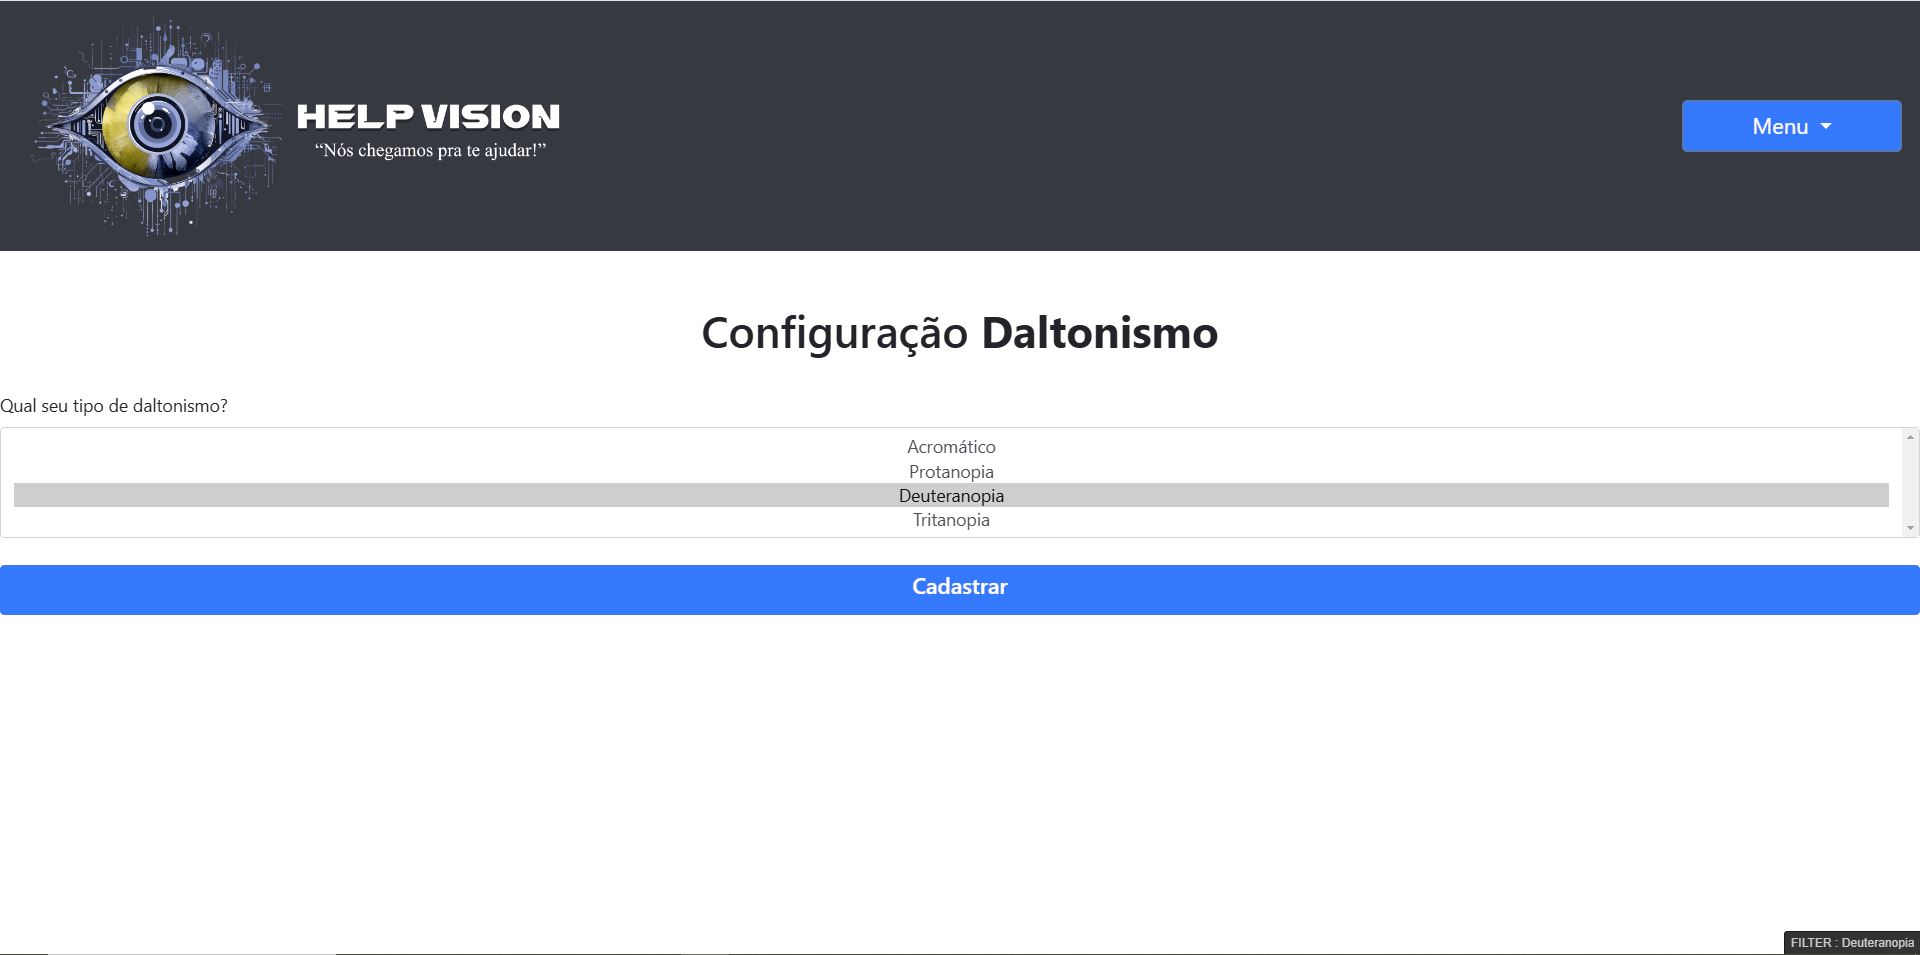 HELP VISION
“Nós chegamos pra te ajudar!”
Menu
Configuração Daltonismo
Qual seu tipo de daltonismo?
Acromático
Protanopia
Deuteranopia
Tritanopia
Cadastrar
FILTER : Deuteranopia